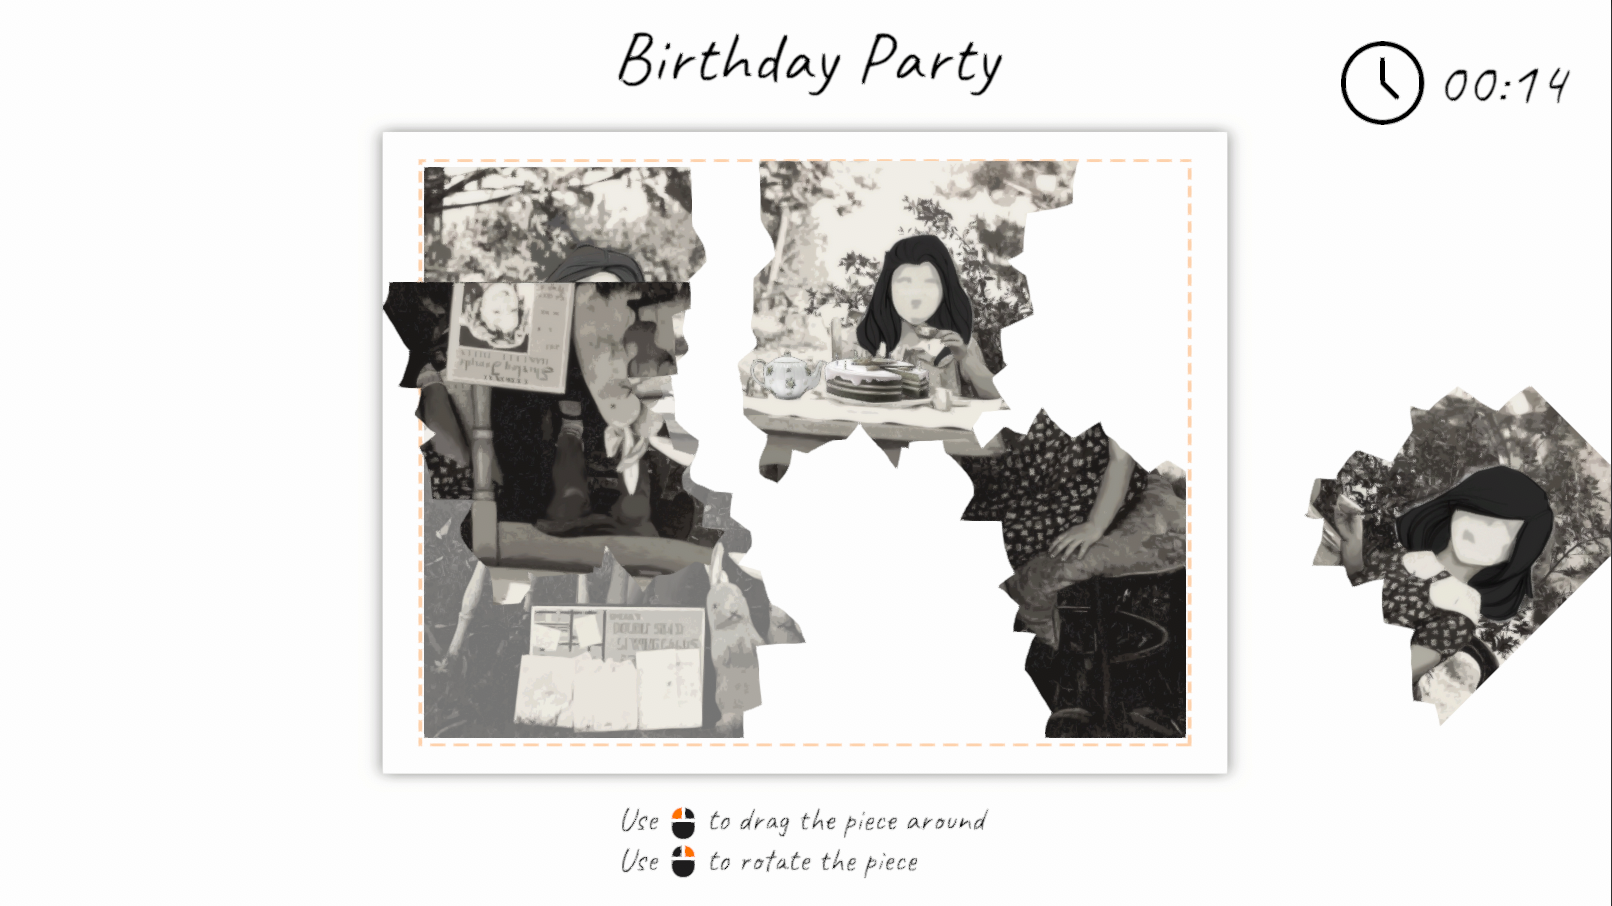 Birthday Party
00:14
Use to drag the piece around
Use to rotate the piece